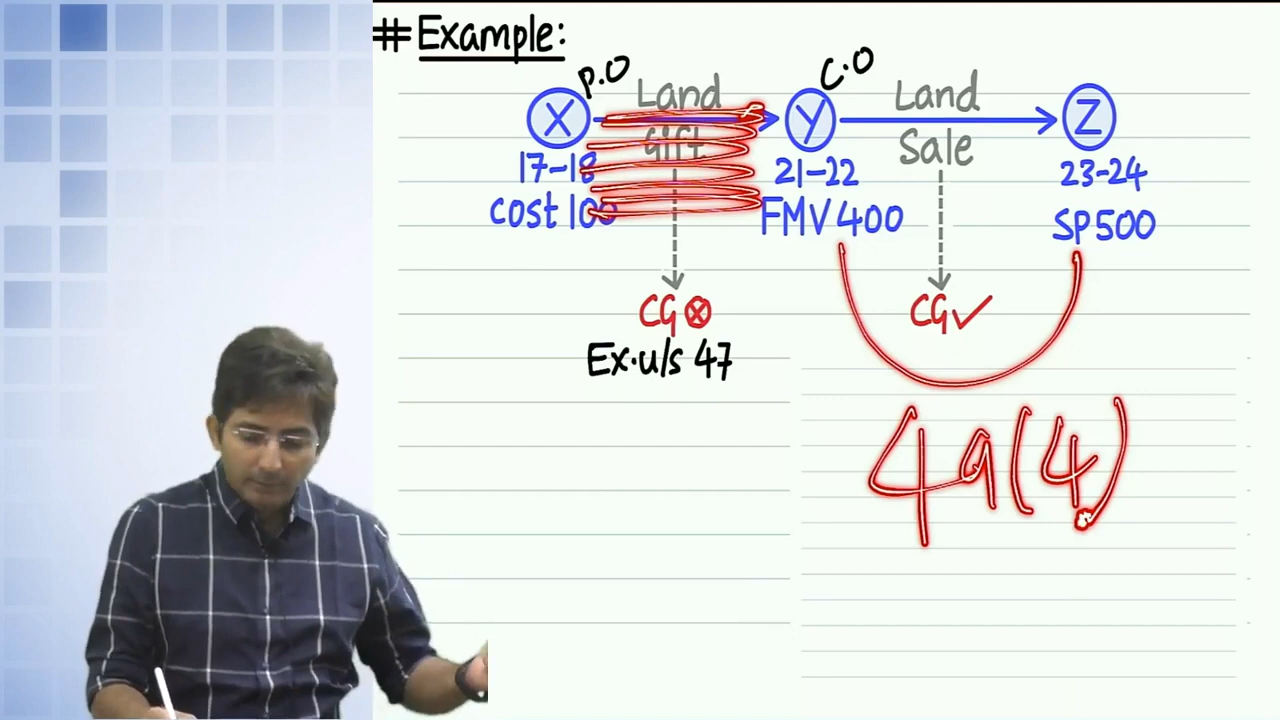 # Example:
P.O
C.O
Land
Land
X
Y
Z
Gift
Sale
17-18
21-22
23-24
Cost 100
FMV 400
SP 500
CG ⊗
CG ✓
Ex. u/s 47
49(4)